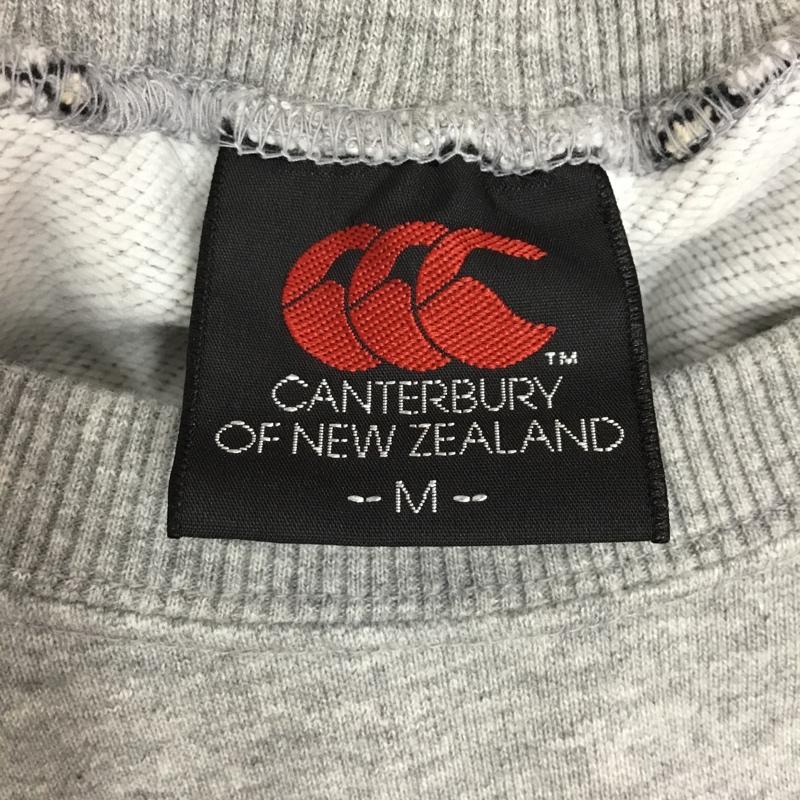 TM
CANTERBURY
OF NEW ZEALAND
-- M --